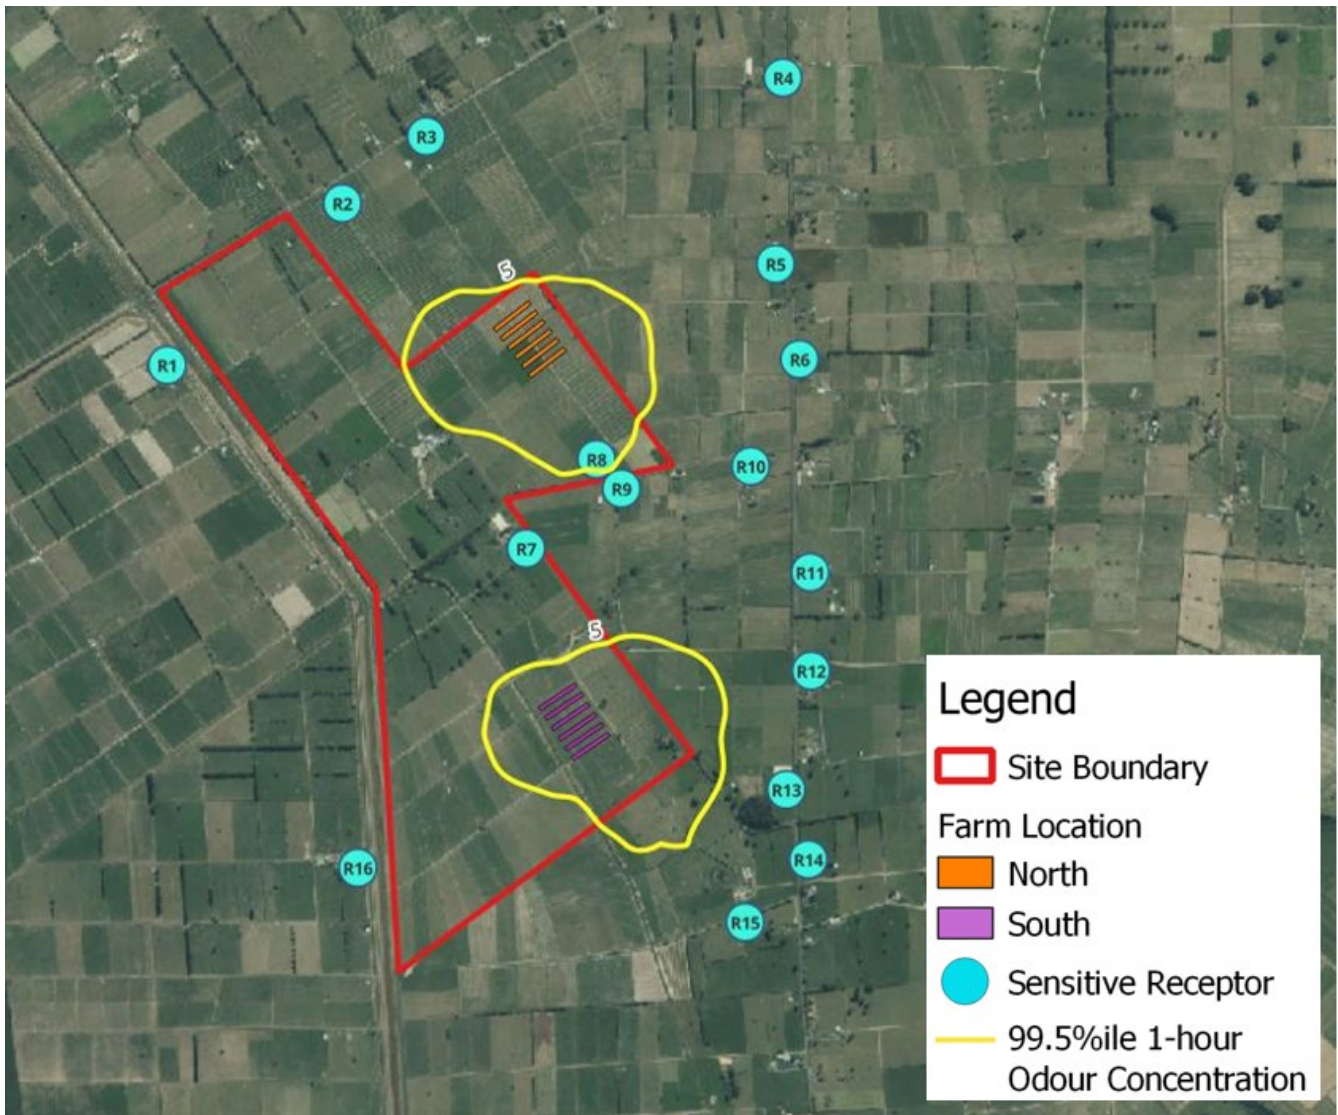 R4
R3
R2
5
R5
R1
R6
R8
R10
R9
R7
R11
5
R12
R13
R14
R16
R15
Legend
Site Boundary
Farm Location
North
South
Sensitive Receptor
99.5%ile 1-hour
Odour Concentration